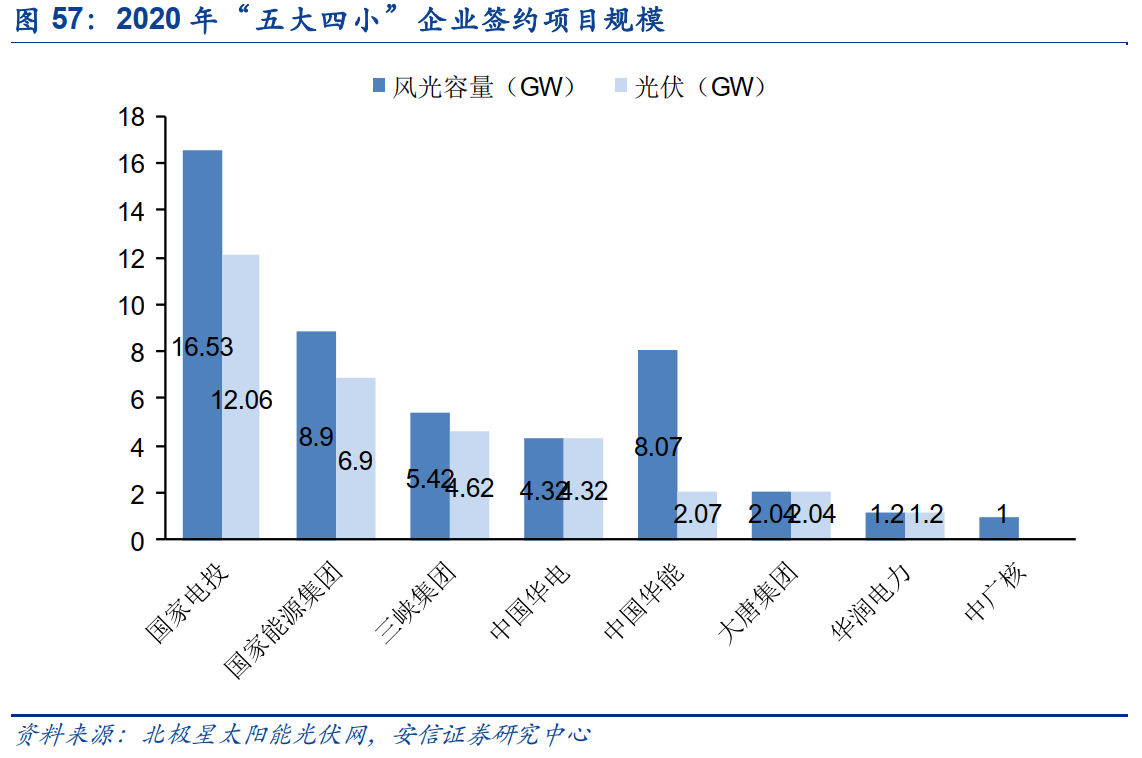 图 57：2020 年“五大四小”企业签约项目规模
风光容量（GW） 光伏（GW）
18
16
14
12
10
8
6
4
2
0
16.53
12.06
8.9
6.9
5.42
4.62
4.32
4.32
8.07
2.07
2.04
2.04
1.2
1.2
1
国家电投
国家能源集团
三峡集团
中国华电
中国华能
大唐集团
华润电力
中广核
资料来源：北极星太阳能光伏网，安信证券研究中心